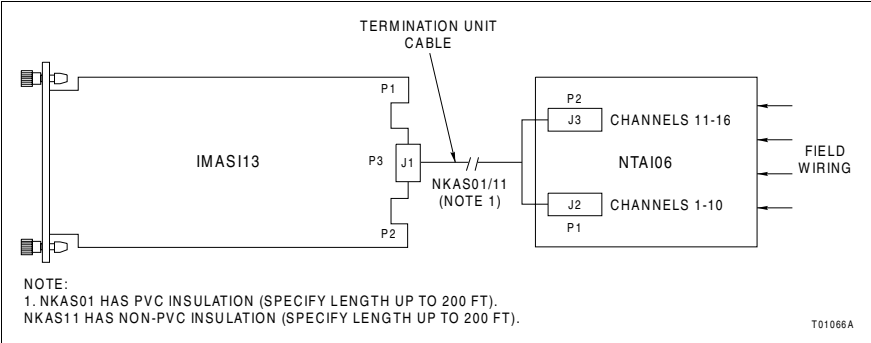 TERMINATION UNIT
CABLE
P1
IMASI13
P3
J1
P2
NKAS01/11
(NOTE 1)
P2
J3 CHANNELS 11-16
NTAI06
J2 CHANNELS 1-10
P1
FIELD
WIRING
NOTE:
1. NKAS01 HAS PVC INSULATION (SPECIFY LENGTH UP TO 200 FT).
NKAS11 HAS NON-PVC INSULATION (SPECIFY LENGTH UP TO 200 FT).
T01066A